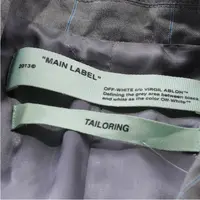 2013®
"MAIN LABEL"
OFF-WHITE c/o VIRGIL ABLOH™
Defining the grey area between black
and white as the color Off-White™
TAILORING